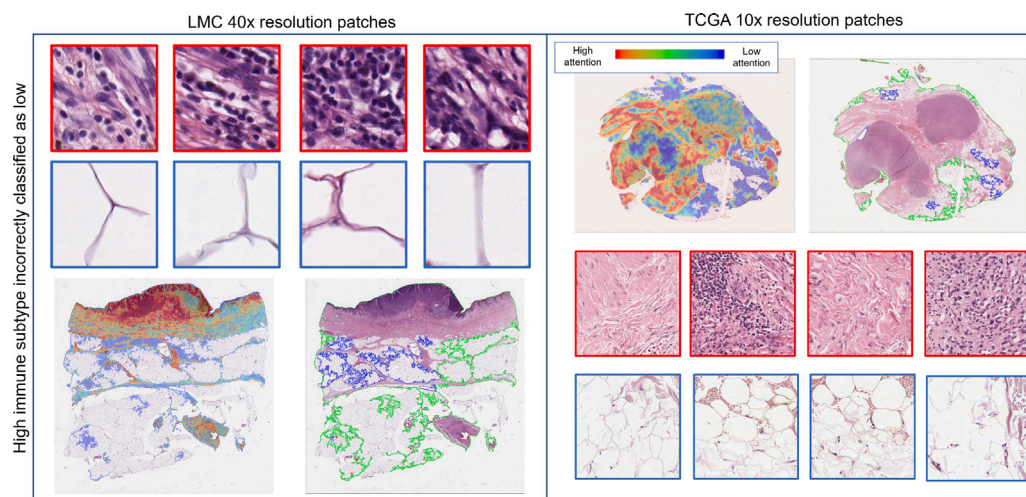 LMC 40x resolution patches
TCGA 10x resolution patches
High immune subtype incorrectly classified as low
High
attention
Low
attention